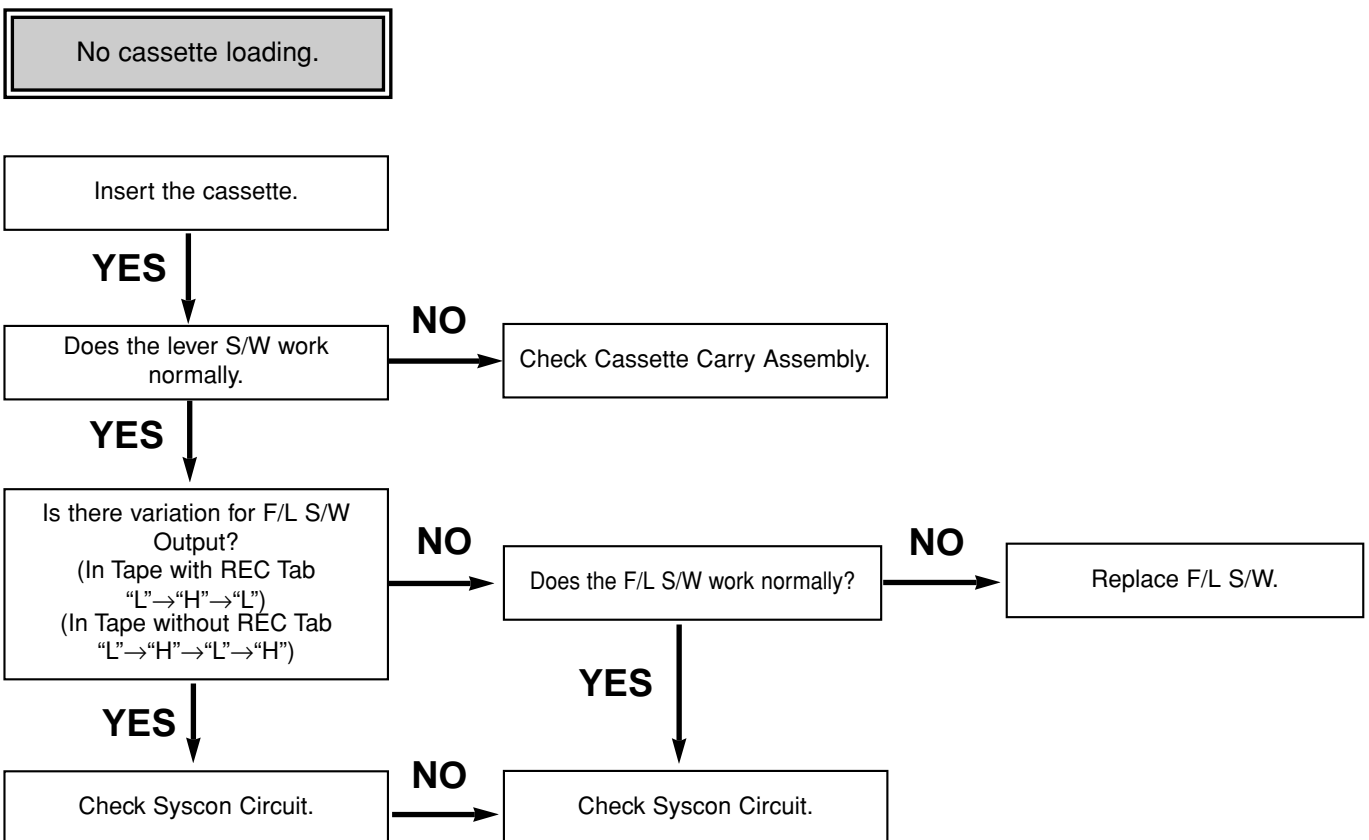 No cassette loading.
Insert the cassette.
YES
Does the lever S/W work
normally.
NO
Check Cassette Carry Assembly.
YES
Is there variation for F/L S/W
Output?
(In Tape with REC Tab
“L”→“H”→“L”)
(In Tape without REC Tab
“L”→“H”→“L”→“H”)
NO
Does the F/L S/W work normally?
NO
Replace F/L S/W.
YES
YES
Check Syscon Circuit.
NO
Check Syscon Circuit.